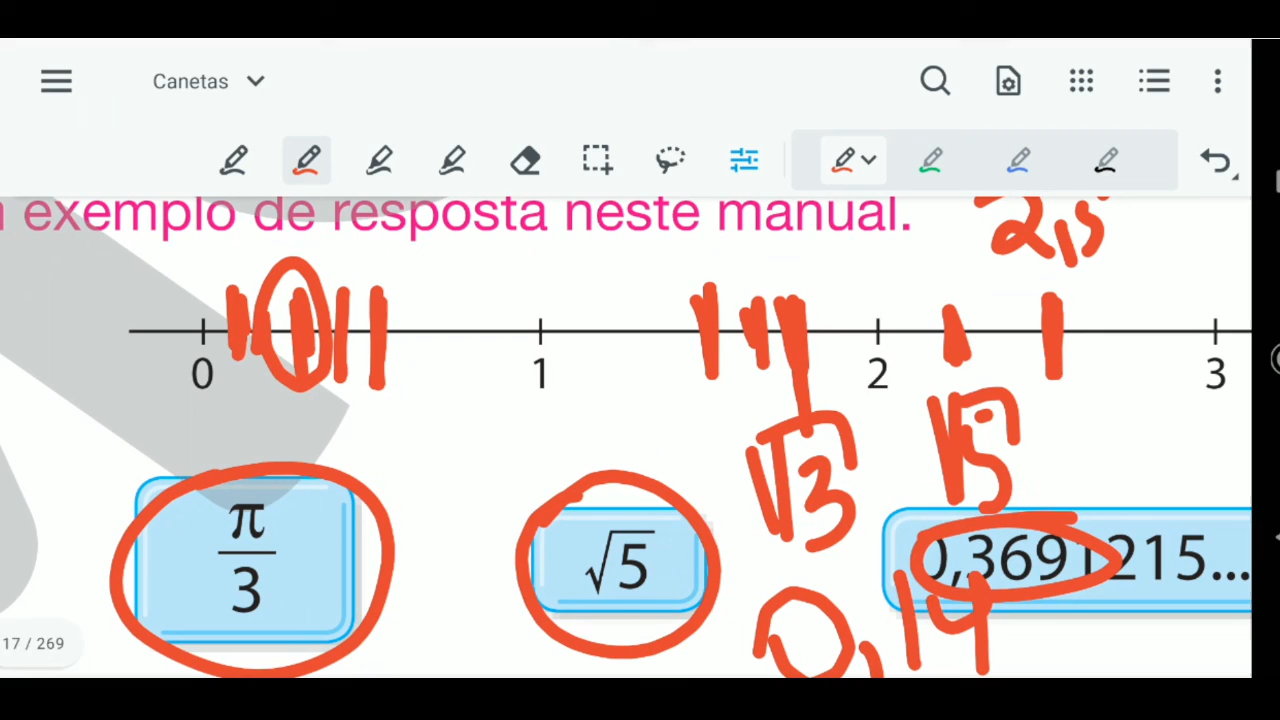 Canetas
exemplo de resposta neste manual.
2,5
0 1 2 3
√3 √5
π/3 √5 0,3691215...
0,14
17 / 269